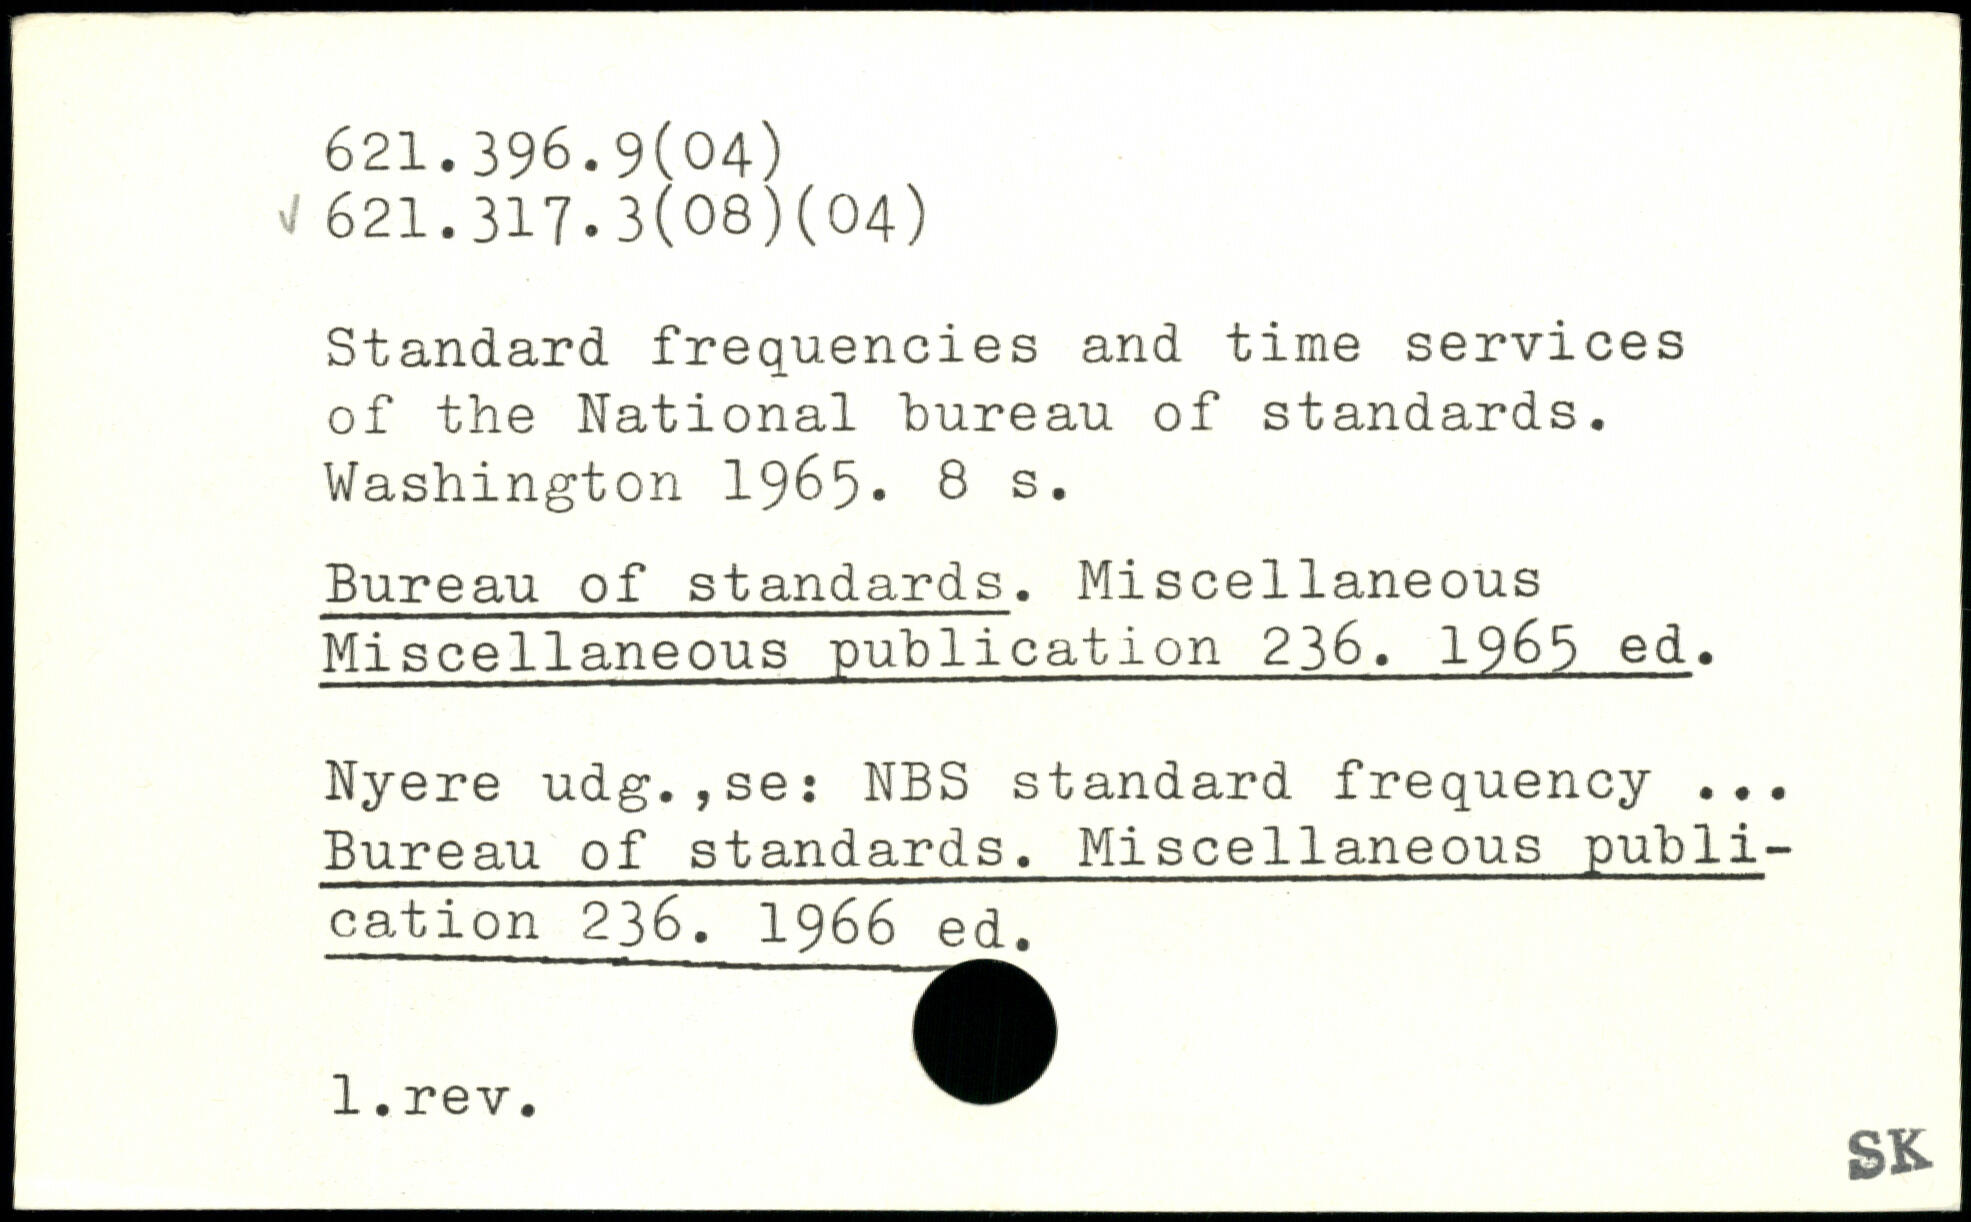 621.396.9(04)
✓ 621.317.3(08)(04)
Standard frequencies and time services
of the National bureau of standards.
Washington 1965. 8 s.
Bureau of standards. Miscellaneous
Miscellaneous publication 236. 1965 ed.
Nyere udg.,se: NBS standard frequency ...
Bureau of standards. Miscellaneous publi-
cation 236. 1966 ed.
1.rev.
SK